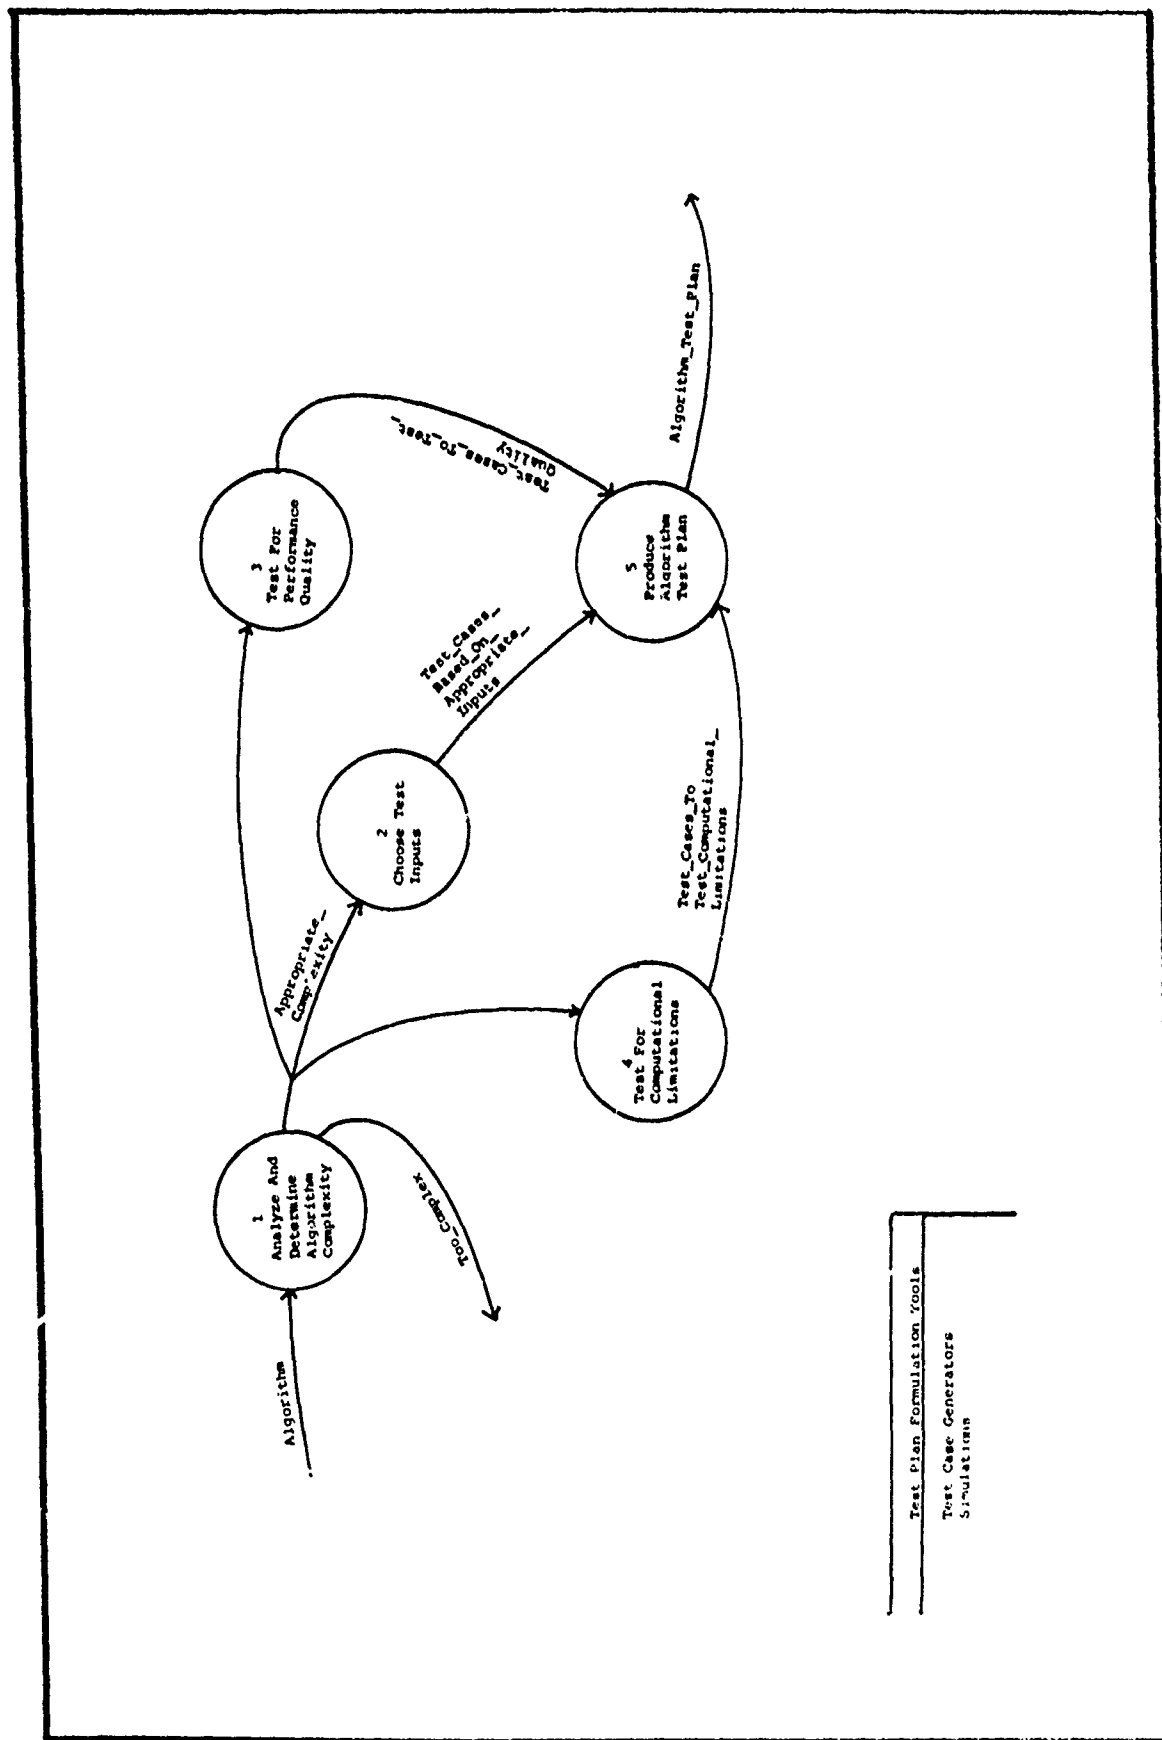 Algorithm
1
Analyze And
Determine
Algorithm
Complexity
Too_Complex
Appropriate_
Complexity
2
Choose Test
Inputs
3
Test For
Performance
Quality
4
Test For
Computational
Limitations
Test_Cases_
Based_On_
Appropriate_
Inputs
Test_Cases_To_Test_
Quality
Test_Cases_To
Test_Computational_
Limitations
5
Produce
Algorithm
Test Plan
Algorithm_Test_Plan
Test Plan Formulation Tools
Test Case Generators
Simulations